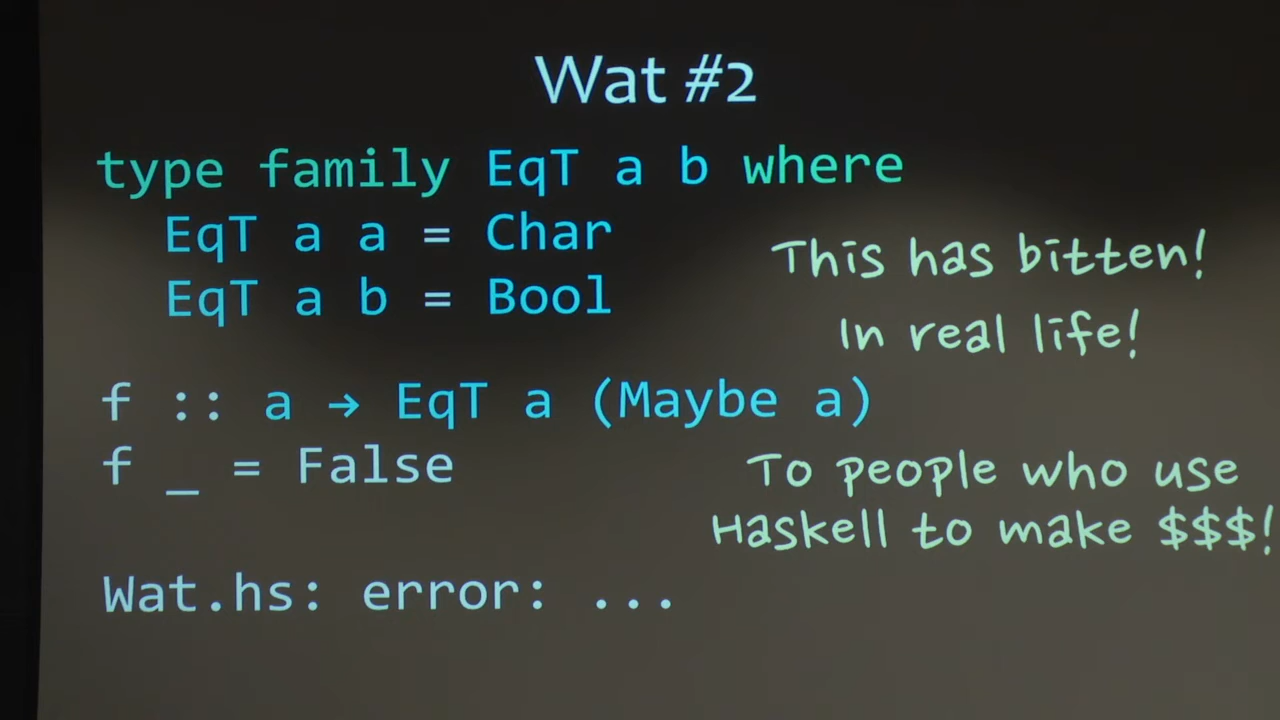 Wat #2
type family EqT a b where
EqT a a = Char
EqT a b = Bool
This has bitten!
In real life!
f :: a → EqT a (Maybe a)
f _ = False
To people who use
Haskell to make $$$!
Wat.hs: error: ...